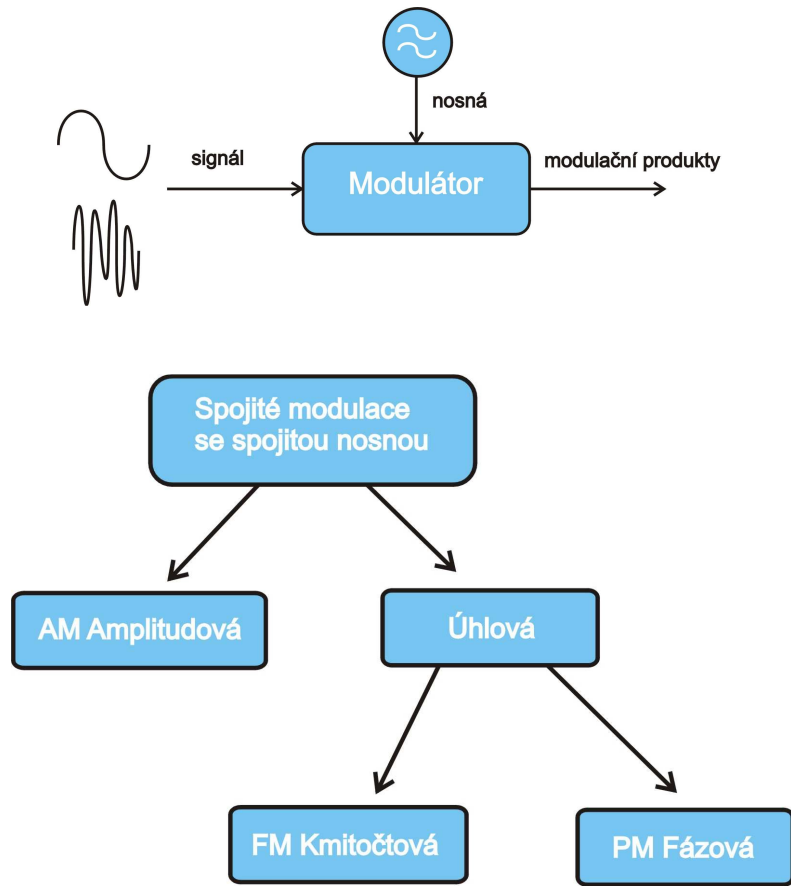 nosná
signál
Modulátor
modulační produkty
Spojité modulace
se spojitou nosnou
AM Amplitudová
Úhlová
FM Kmitočtová
PM Fázová